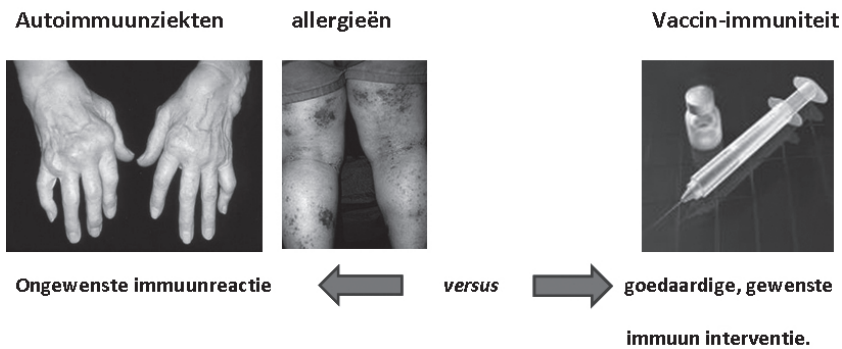 Autoimmuunziekten allergieën Vaccin-immuniteit
Ongewenste immuunreactie versus goedaardige, gewenste
immuun interventie.